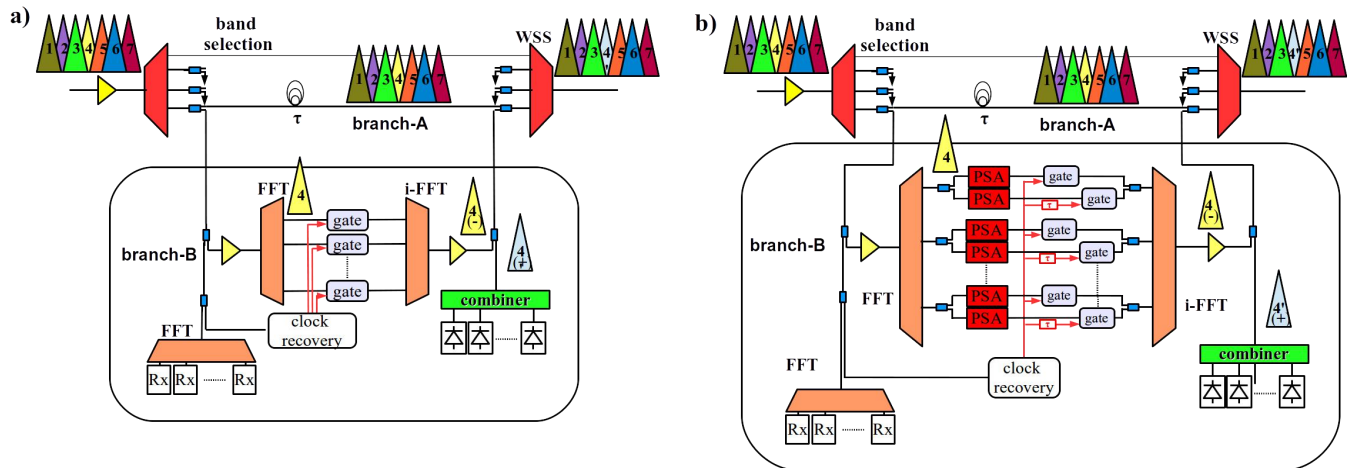 a)
1 2 3 4 5 6 7
band
selection
WSS
1 2 3 4' 5 6 7
1 2 3 4 5 6 7
τ
branch-A
FFT
4
i-FFT
gate
gate
gate
4
(-)
4
branch-B
clock
recovery
combiner
FFT
Rx Rx Rx
b)
1 2 3 4 5 6 7
band
selection
WSS
1 2 3 4' 5 6 7
1 2 3 4 5 6 7
τ
branch-A
4
PSA gate
PSA τ gate
PSA gate
PSA τ gate
PSA gate
PSA τ gate
4
(-)
branch-B
FFT
i-FFT
4'
(+)
clock
recovery
combiner
FFT
Rx Rx Rx